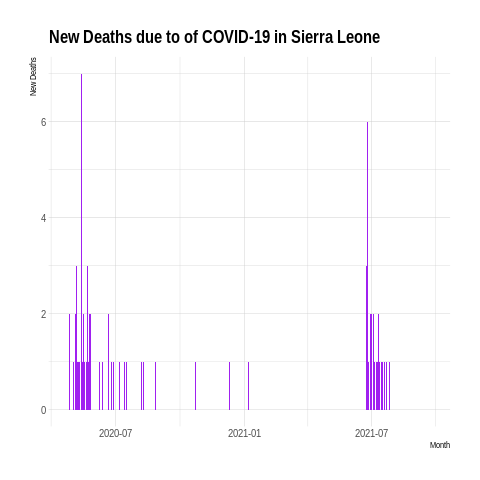 New Deaths due to of COVID-19 in Sierra Leone
New Deaths
6
4
2
0
2020-07 2021-01 2021-07
Month